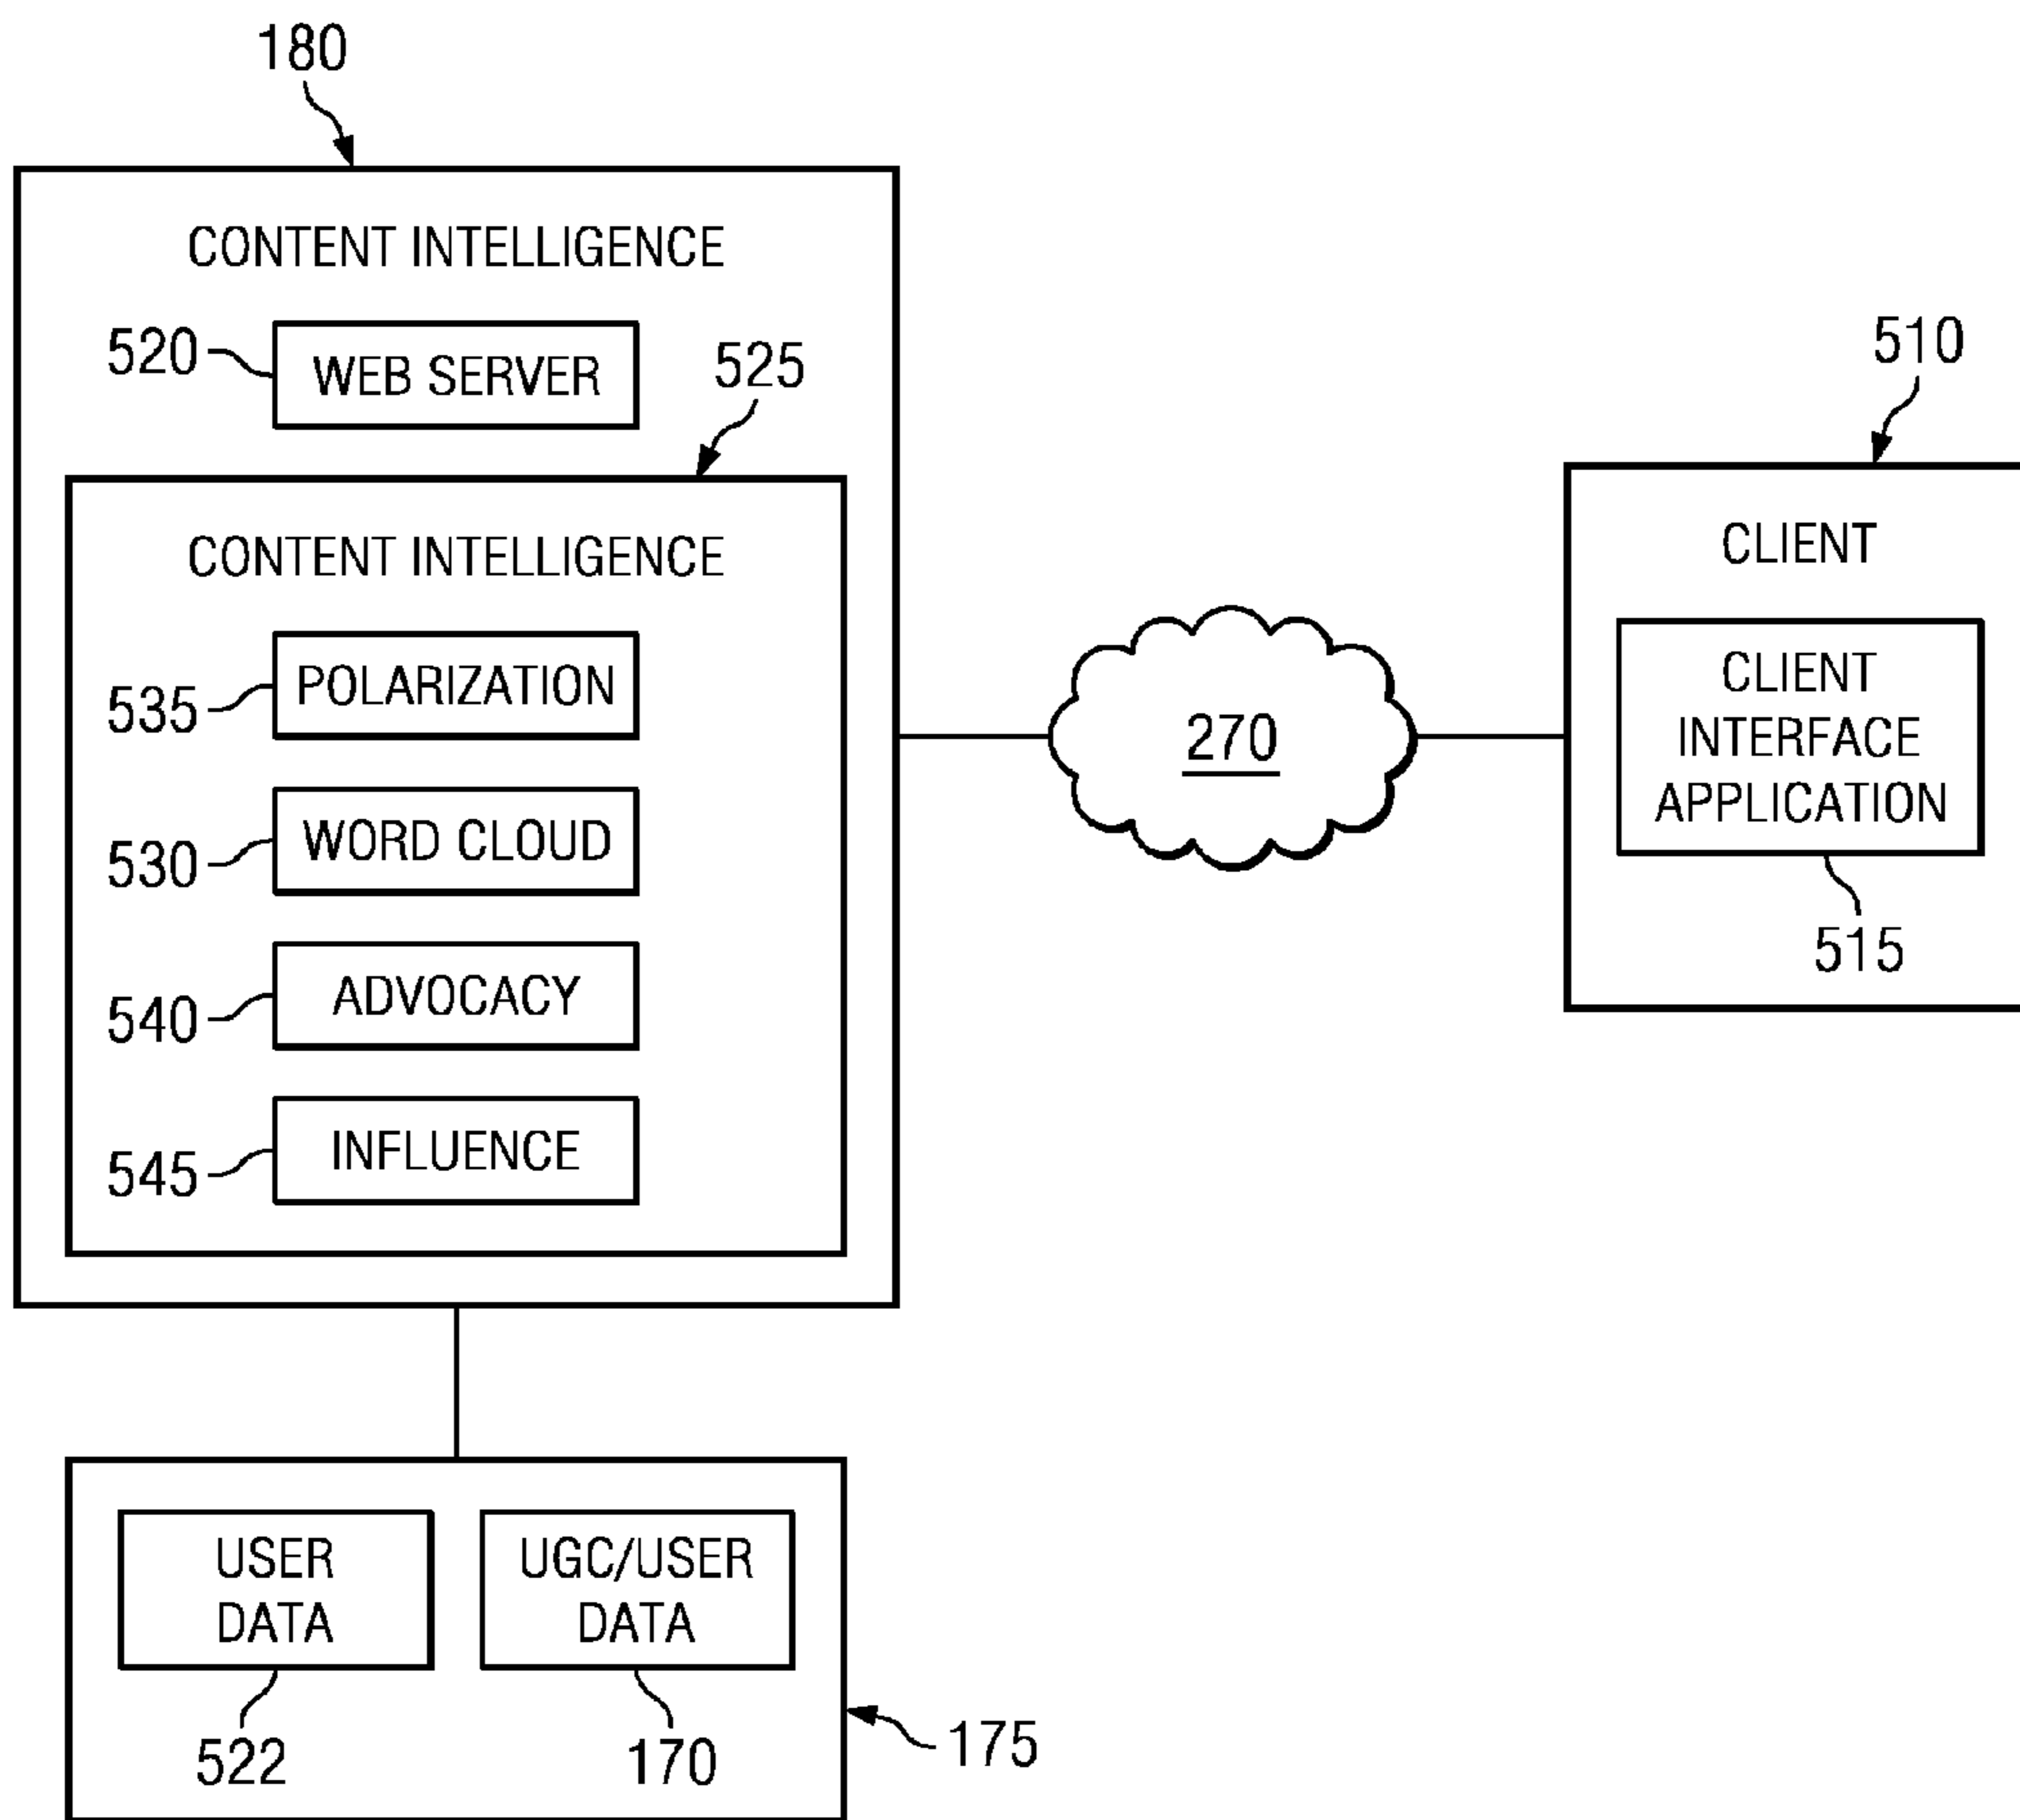 180
CONTENT INTELLIGENCE
520
WEB SERVER
525
CONTENT INTELLIGENCE
535
POLARIZATION
530
WORD CLOUD
540
ADVOCACY
545
INFLUENCE
270
510
CLIENT
CLIENT
INTERFACE
APPLICATION
515
USER
DATA
522
UGC/USER
DATA
170
175